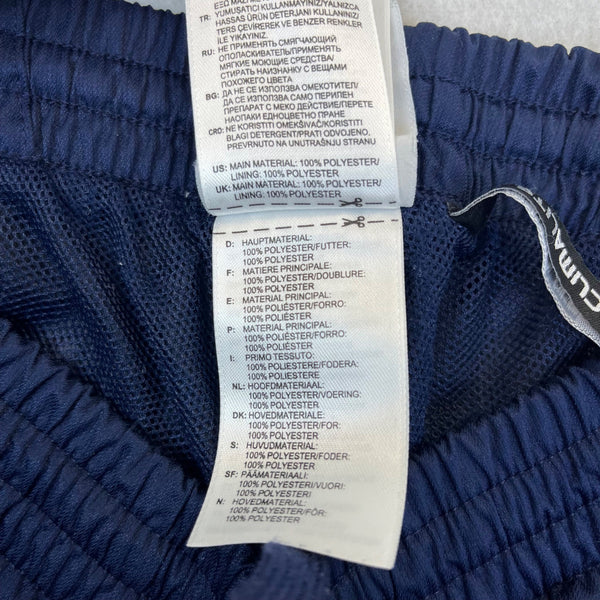 TR: YUMUŞATICI KULLANMAYINIZ/YALNIZCA
HASSAS ÜRÜN DETERJANI KULLANINIZ/
TERS ÇEVİREREK VE BENZER RENKLER
İLE YIKAYINIZ.
RU: НЕ ПРИМЕНЯТЬ СМЯГЧАЮЩИЙ
ОПОЛАСКИВАТЕЛЬ/ПРИМЕНЯТЬ
МЯГКИЕ МОЮЩИЕ СРЕДСТВА/
СТИРАТЬ НАИЗНАНКУ С ВЕЩАМИ
ПОХОЖЕГО ЦВЕТА
BG: ДА НЕ СЕ ИЗПОЛЗВА ОМЕКОТИТЕЛ/
ДА СЕ ИЗПОЛЗВА САМО ПЕРИЛЕН
ПРЕПАРАТ С МЕКО ДЕЙСТВИЕ/ПЕРЕТЕ
НАОПАКИ ЕДНОЦВЕТНО ПРАНЕ
CRO: NE KORISTITI OMEKŠIVAČ/KORISTITI
BLAGI DETERGENT/PRATI ODVOJENO,
PREVRNUTO NA UNUTRAŠNJU STRANU
US: MAIN MATERIAL: 100% POLYESTER/
LINING: 100% POLYESTER
UK: MAIN MATERIAL: 100% POLYESTER/
LINING: 100% POLYESTER
D: HAUPTMATERIAL:
100% POLYESTER/FUTTER:
100% POLYESTER
F: MATIERE PRINCIPALE:
100% POLYESTER/DOUBLURE:
100% POLYESTER
E: MATERIAL PRINCIPAL:
100% POLIÉSTER/FORRO:
100% POLIÉSTER
P: MATERIAL PRINCIPAL:
100% POLIÉSTER/FORRO:
100% POLIÉSTER
I: PRIMO TESSUTO:
100% POLIESTERE/FODERA:
100% POLIESTERE
NL: HOOFDMATERIAAL:
100% POLYESTER/VOERING:
100% POLYESTER
DK: HOVEDMATERIALE:
100% POLYESTER/FOR:
100% POLYESTER
S: HUVUDMATERIAL:
100% POLYESTER/FODER:
100% POLYESTER
SF: PÄÄMATERIAALI:
100% POLYESTERI/VUORI:
100% POLYESTERI
N: HOVEDMATERIAL:
100% POLYESTER/FÔR:
100% POLYESTER
CLIMALITE